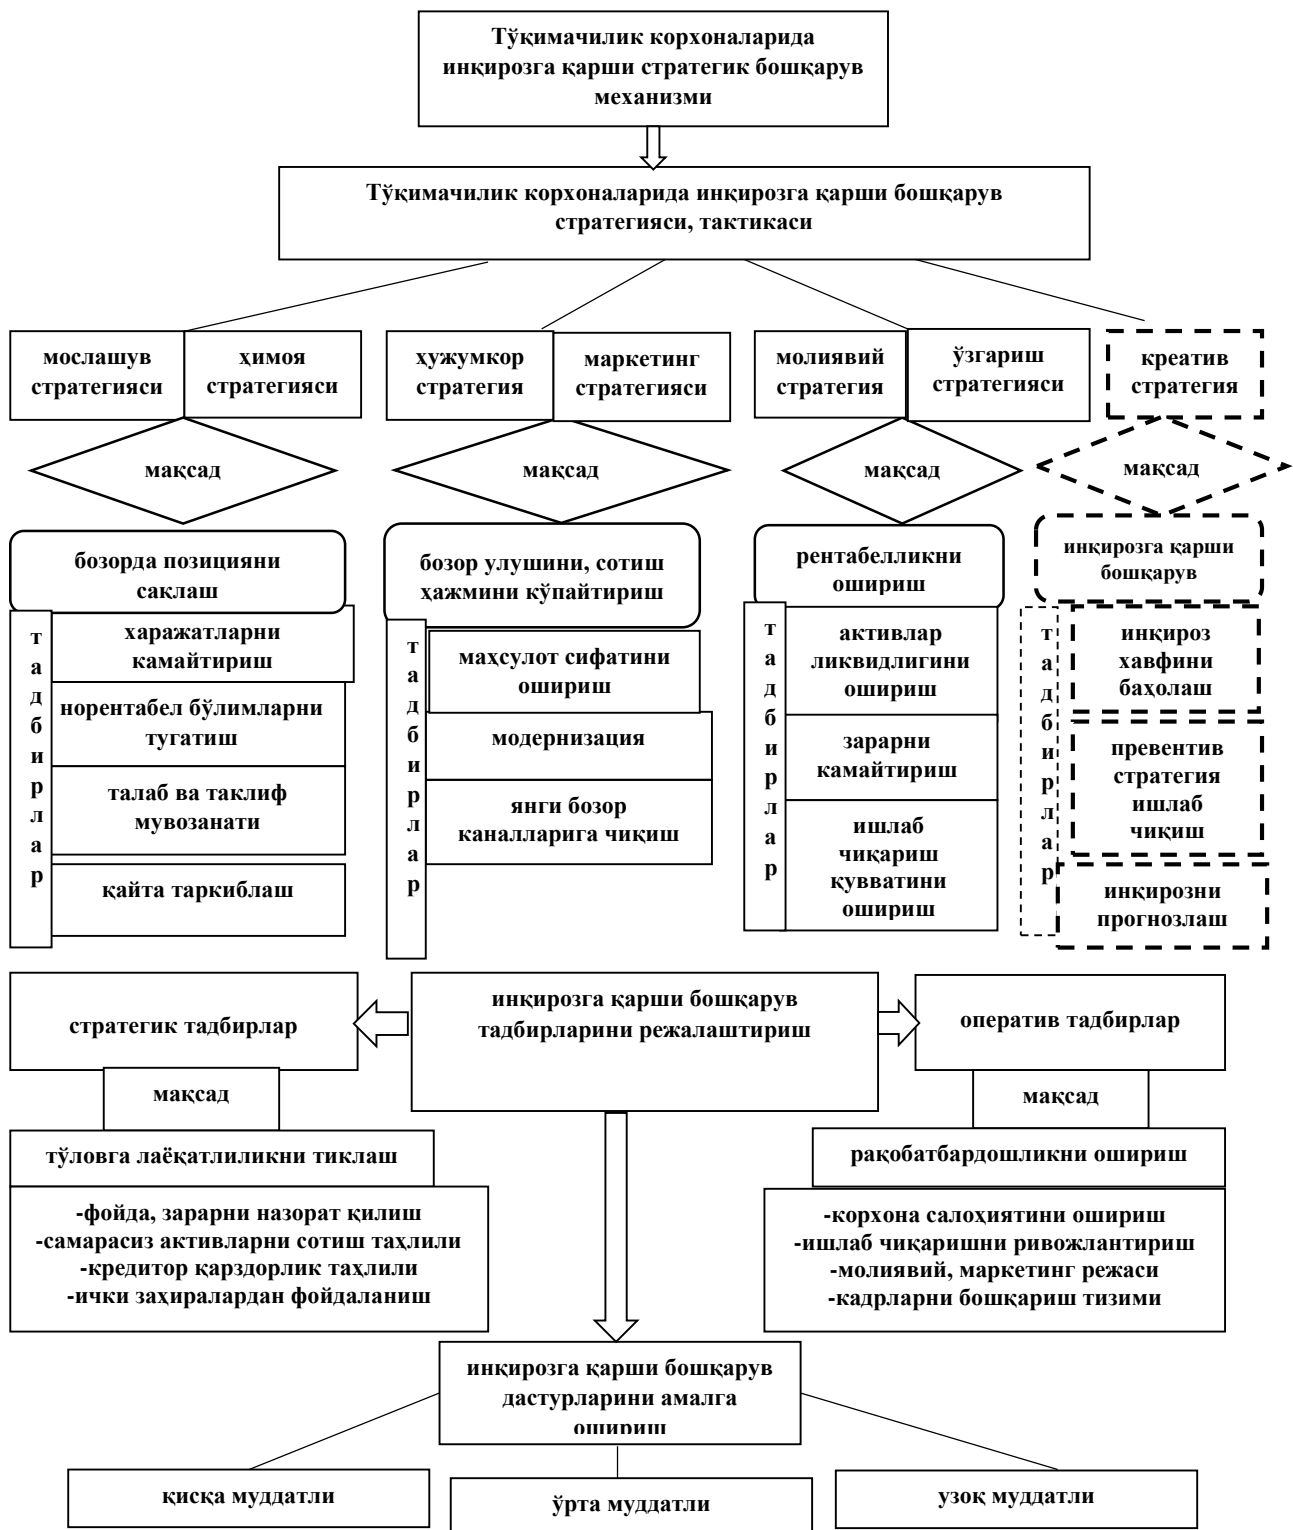 Тўқимачилик корхоналарида
инқирозга қарши стратегик бошқарув
механизми
Тўқимачилик корхоналарида инқирозга қарши бошқарув
стратегияси, тактикаси
мослашув
стратегияси
ҳимоя
стратегияси
ҳужумкор
стратегия
маркетинг
стратегияси
молиявий
стратегия
ўзгариш
стратегияси
креатив
стратегия
мақсад
мақсад
мақсад
мақсад
бозорда позицияни
сақлаш
бозор улушини, сотиш
ҳажмини кўпайтириш
рентабелликни
ошириш
инқирозга қарши
бошқарув
тадбирлар
харажатларни
камайтириш
норентабел бўлимларни
тугатиш
талаб ва таклиф
мувозанати
қайта таркиблаш
тадбирлар
маҳсулот сифатини
ошириш
модернизация
янги бозор
каналларига чиқиш
тадбирлар
активлар
ликвидлигини
ошириш
зарарни
камайтириш
ишлаб
чиқариш
қувватини
ошириш
тадбирлар
инқироз
хавфини
баҳолаш
превентив
стратегия
ишлаб
чиқиш
инқирозни
прогнозлаш
стратегик тадбирлар
инқирозга қарши бошқарув
тадбирларини режалаштириш
оператив тадбирлар
мақсад
мақсад
тўловга лаёқатлиликни тиклаш
рақобатбардошликни ошириш
-фойда, зарарни назорат қилиш
-самарасиз активларни сотиш таҳлили
-кредитор қарздорлик таҳлили
-ички заҳиралардан фойдаланиш
-корхона салоҳиятини ошириш
-ишлаб чиқаришни ривожлантириш
-молиявий, маркетинг режаси
-кадрларни бошқариш тизими
инқирозга қарши бошқарув
дастурларини амалга
ошириш
қисқа муддатли
ўрта муддатли
узоқ муддатли